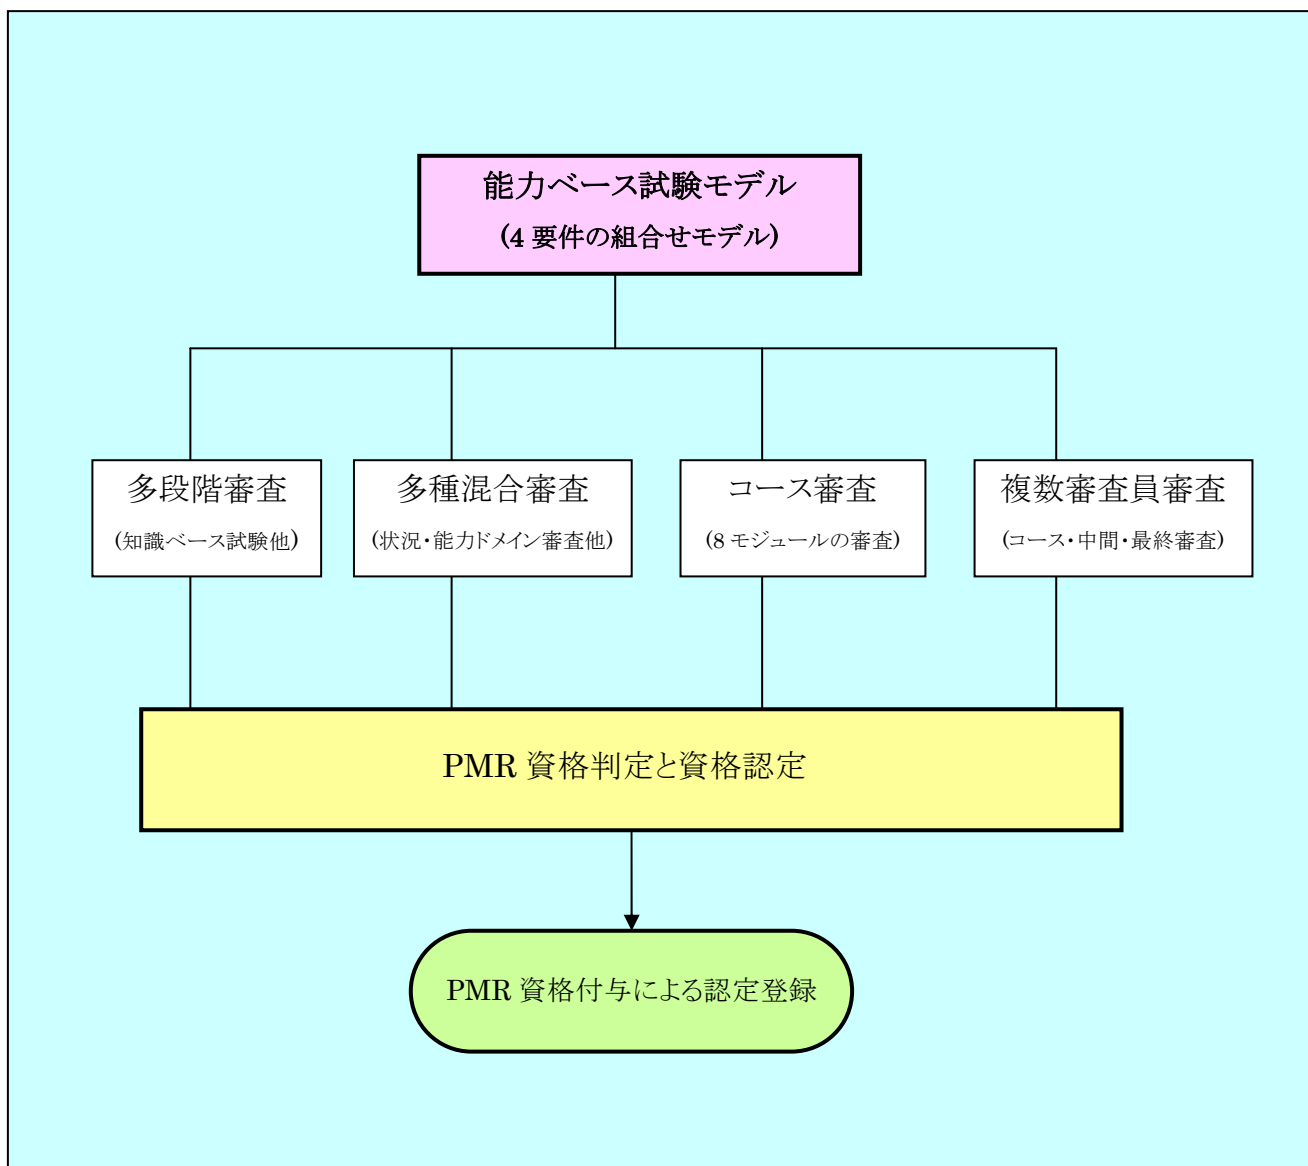 能力ベース試験モデル
(4 要件の組合せモデル)
多段階審査
(知識ベース試験他)
多種混合審査
(状況・能力ドメイン審査他)
コース審査
(8 モジュールの審査)
複数審査員審査
(コース・中間・最終審査)
PMR 資格判定と資格認定
PMR 資格付与による認定登録